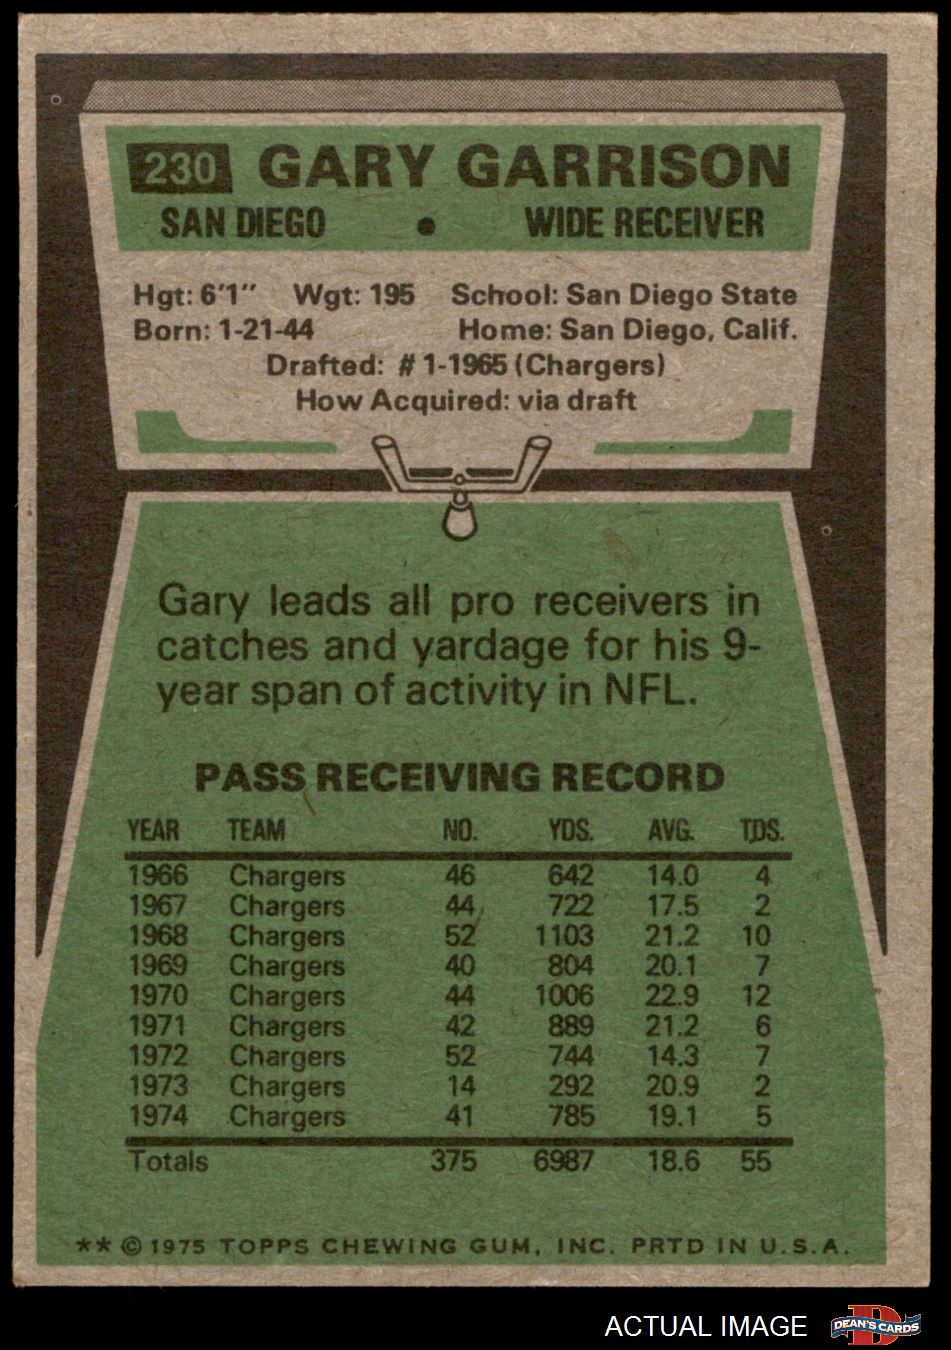 230 GARY GARRISON
SAN DIEGO • WIDE RECEIVER
Hgt: 6'1" Wgt: 195 School: San Diego State
Born: 1-21-44 Home: San Diego, Calif.
Drafted: #1-1965 (Chargers)
How Acquired: via draft
Gary leads all pro receivers in
catches and yardage for his 9-
year span of activity in NFL.
PASS RECEIVING RECORD
YEAR TEAM NO. YDS. AVG. TDS.
1966 Chargers 46 642 14.0 4
1967 Chargers 44 722 17.5 2
1968 Chargers 52 1103 21.2 10
1969 Chargers 40 804 20.1 7
1970 Chargers 44 1006 22.9 12
1971 Chargers 42 889 21.2 6
1972 Chargers 52 744 14.3 7
1973 Chargers 14 292 20.9 2
1974 Chargers 41 785 19.1 5
Totals 375 6987 18.6 55
** © 1975 TOPPS CHEWING GUM, INC. PRTD IN U.S.A.
ACTUAL IMAGE D DEAN'S CARDS